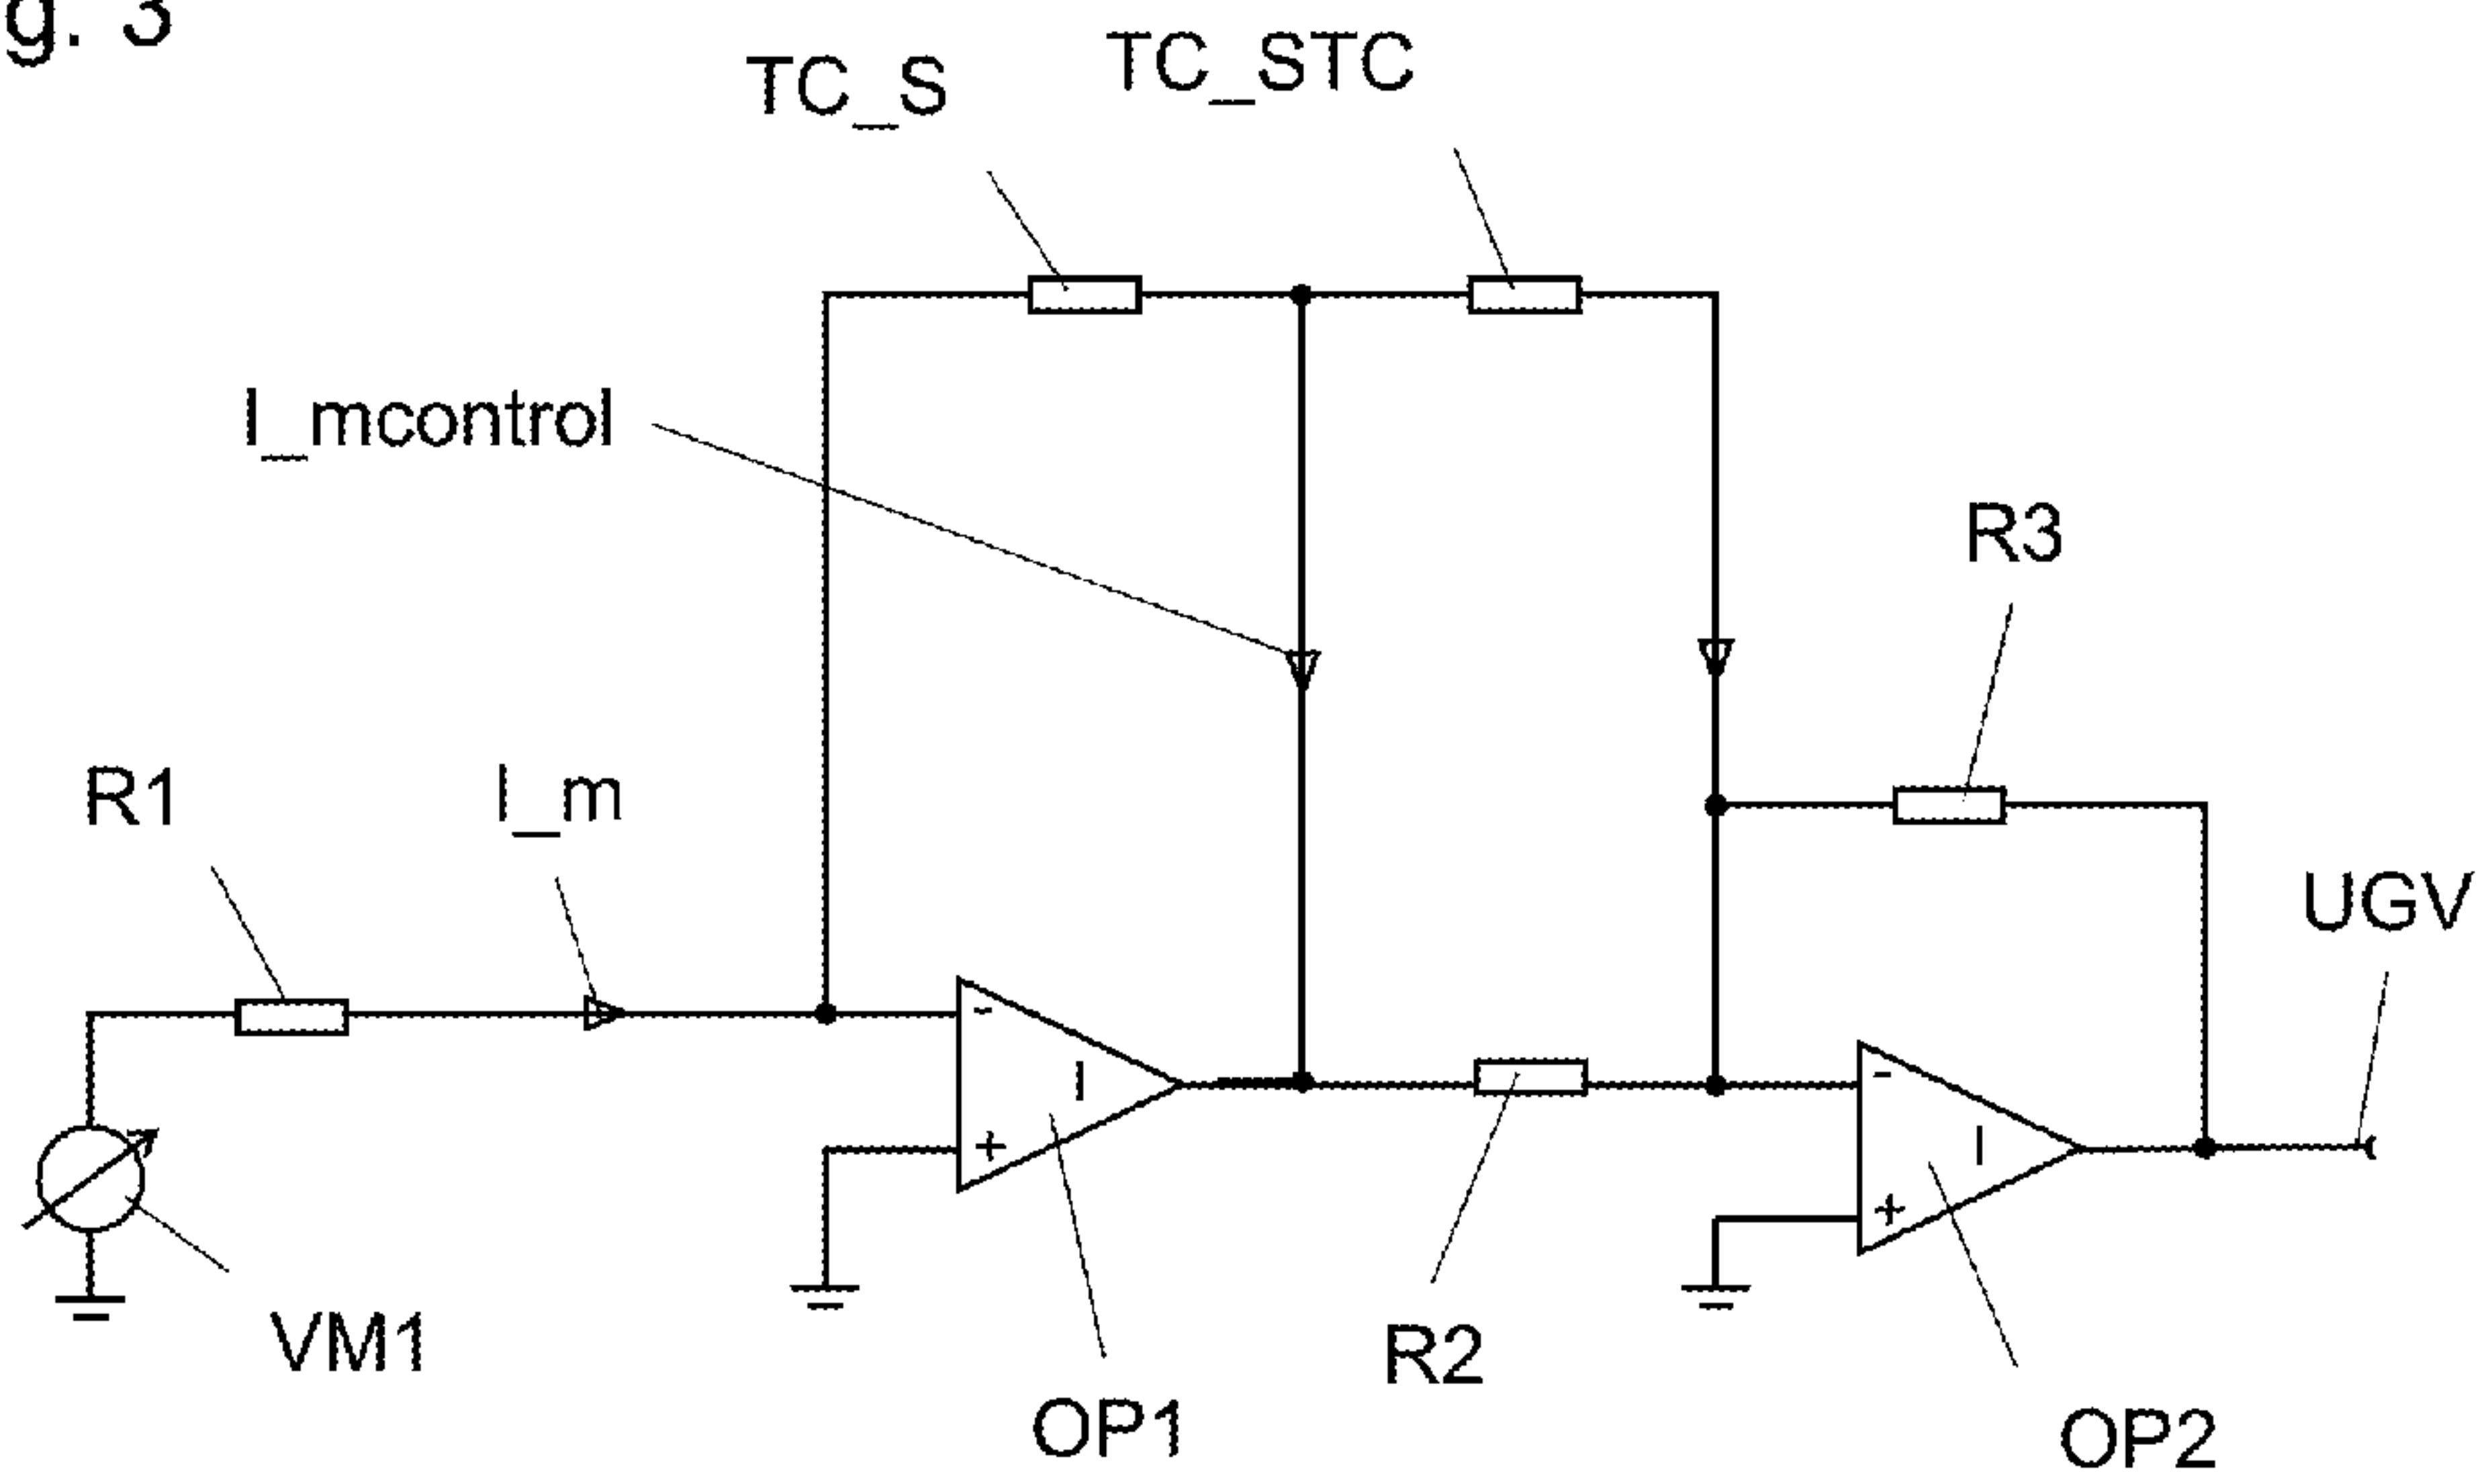 g. 3
TC_S
TC_STC
I_mcontrol
R3
R1
I_m
UGV
-
I
+
-
I
+
VM1
R2
OP1
OP2